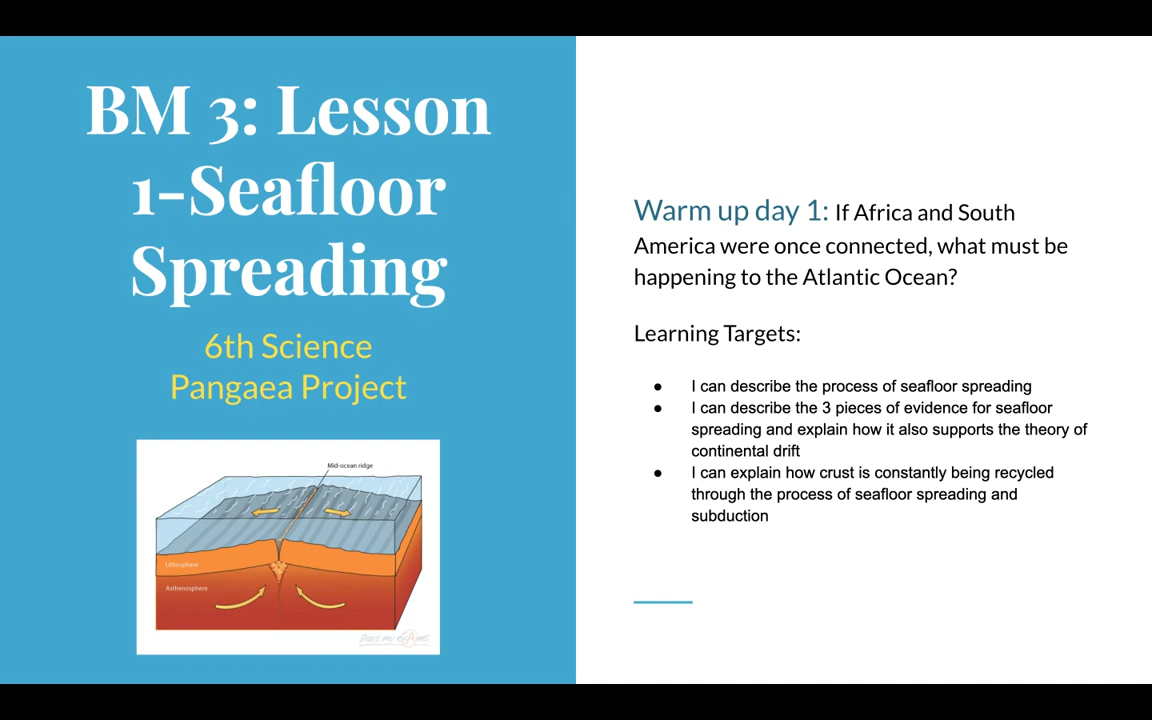 BM 3: Lesson
1-Seafloor
Spreading
6th Science
Pangaea Project
Mid-ocean ridge
Lithosphere
Asthenosphere
Pass my exams
Warm up day 1: If Africa and South
America were once connected, what must be
happening to the Atlantic Ocean?
Learning Targets:
● I can describe the process of seafloor spreading
● I can describe the 3 pieces of evidence for seafloor
spreading and explain how it also supports the theory of
continental drift
● I can explain how crust is constantly being recycled
through the process of seafloor spreading and
subduction